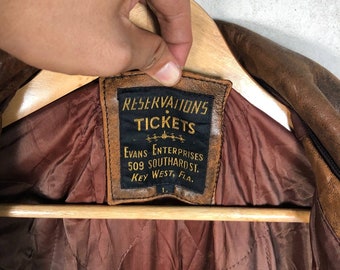 RESERVATIONS
TICKETS
EVANS ENTERPRISES
509 SOUTHARD ST.
KEY WEST, FLA.
L